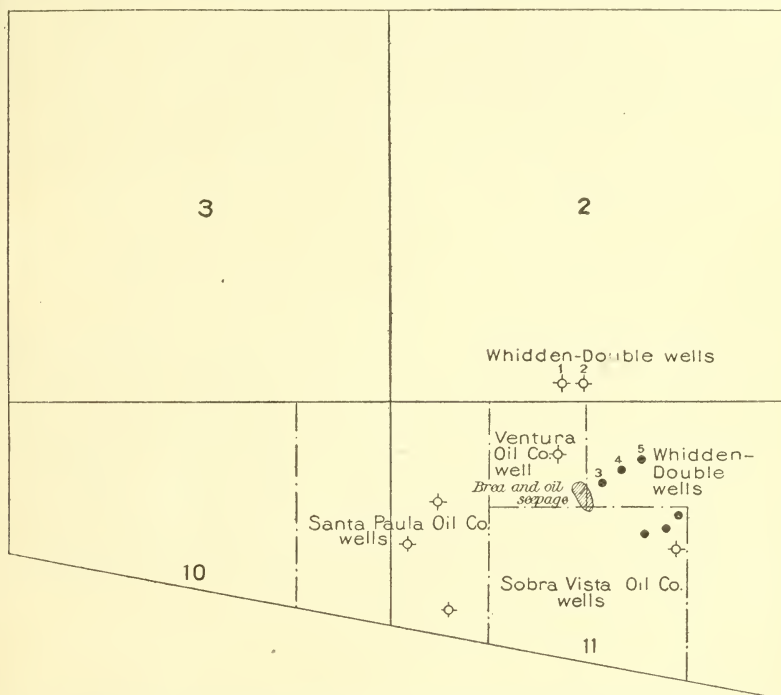 3
2
Whidden-Double wells
1 2
Ventura
Oil Co.
well
Brea and oil
seepage
3
4
5
Whidden-
Double
wells
Santa Paula Oil Co.
wells
10
Sobra Vista Oil Co.
wells
11